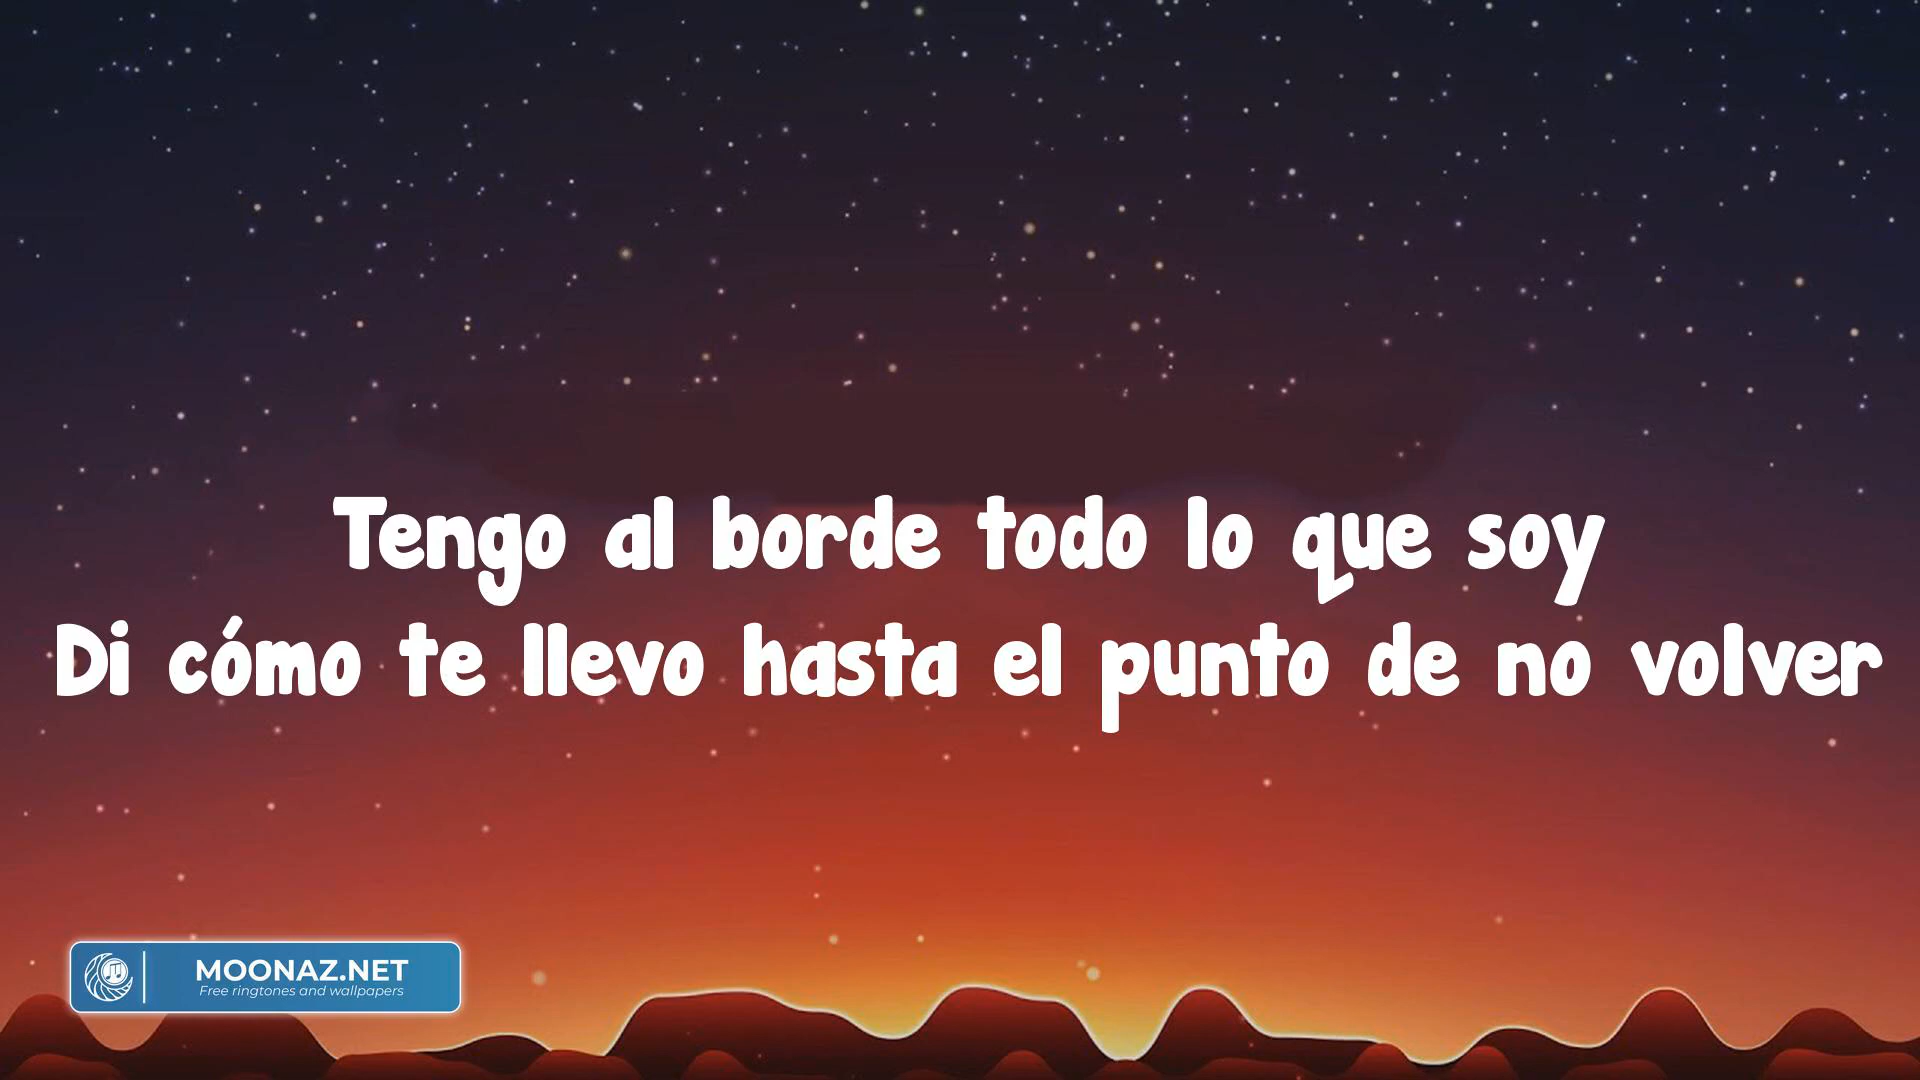 Tengo al borde todo lo que soy
Di cómo te llevo hasta el punto de no volver
MOONAZ.NET
Free ringtones and wallpapers